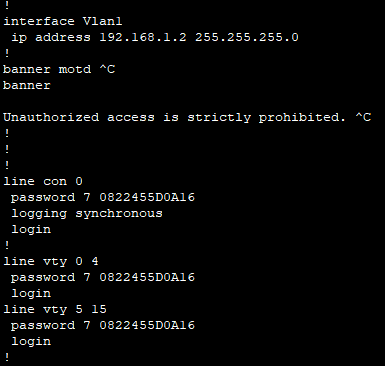 !
interface Vlan1
 ip address 192.168.1.2 255.255.255.0
!
banner motd ^C
banner

Unauthorized access is strictly prohibited. ^C
!
!
!
line con 0
 password 7 0822455D0A16
 logging synchronous
 login
!
line vty 0 4
 password 7 0822455D0A16
 login
line vty 5 15
 password 7 0822455D0A16
 login
!